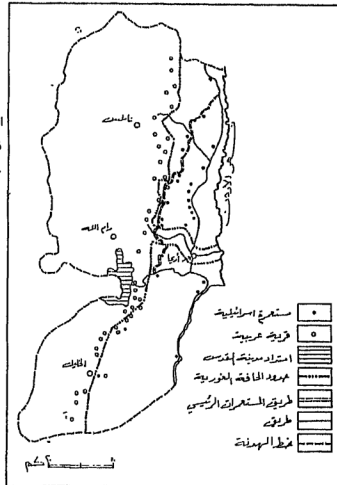 نابلس
نهر الأردن
رام الله
أريحا
الخليل
مستعمرة اسرائيلية
قرية عربية
امتداد مدينة القدس
حدود الحافة الغورية
طريق المستعمرات الرئيسي
طريق
خط الهدنة
كم